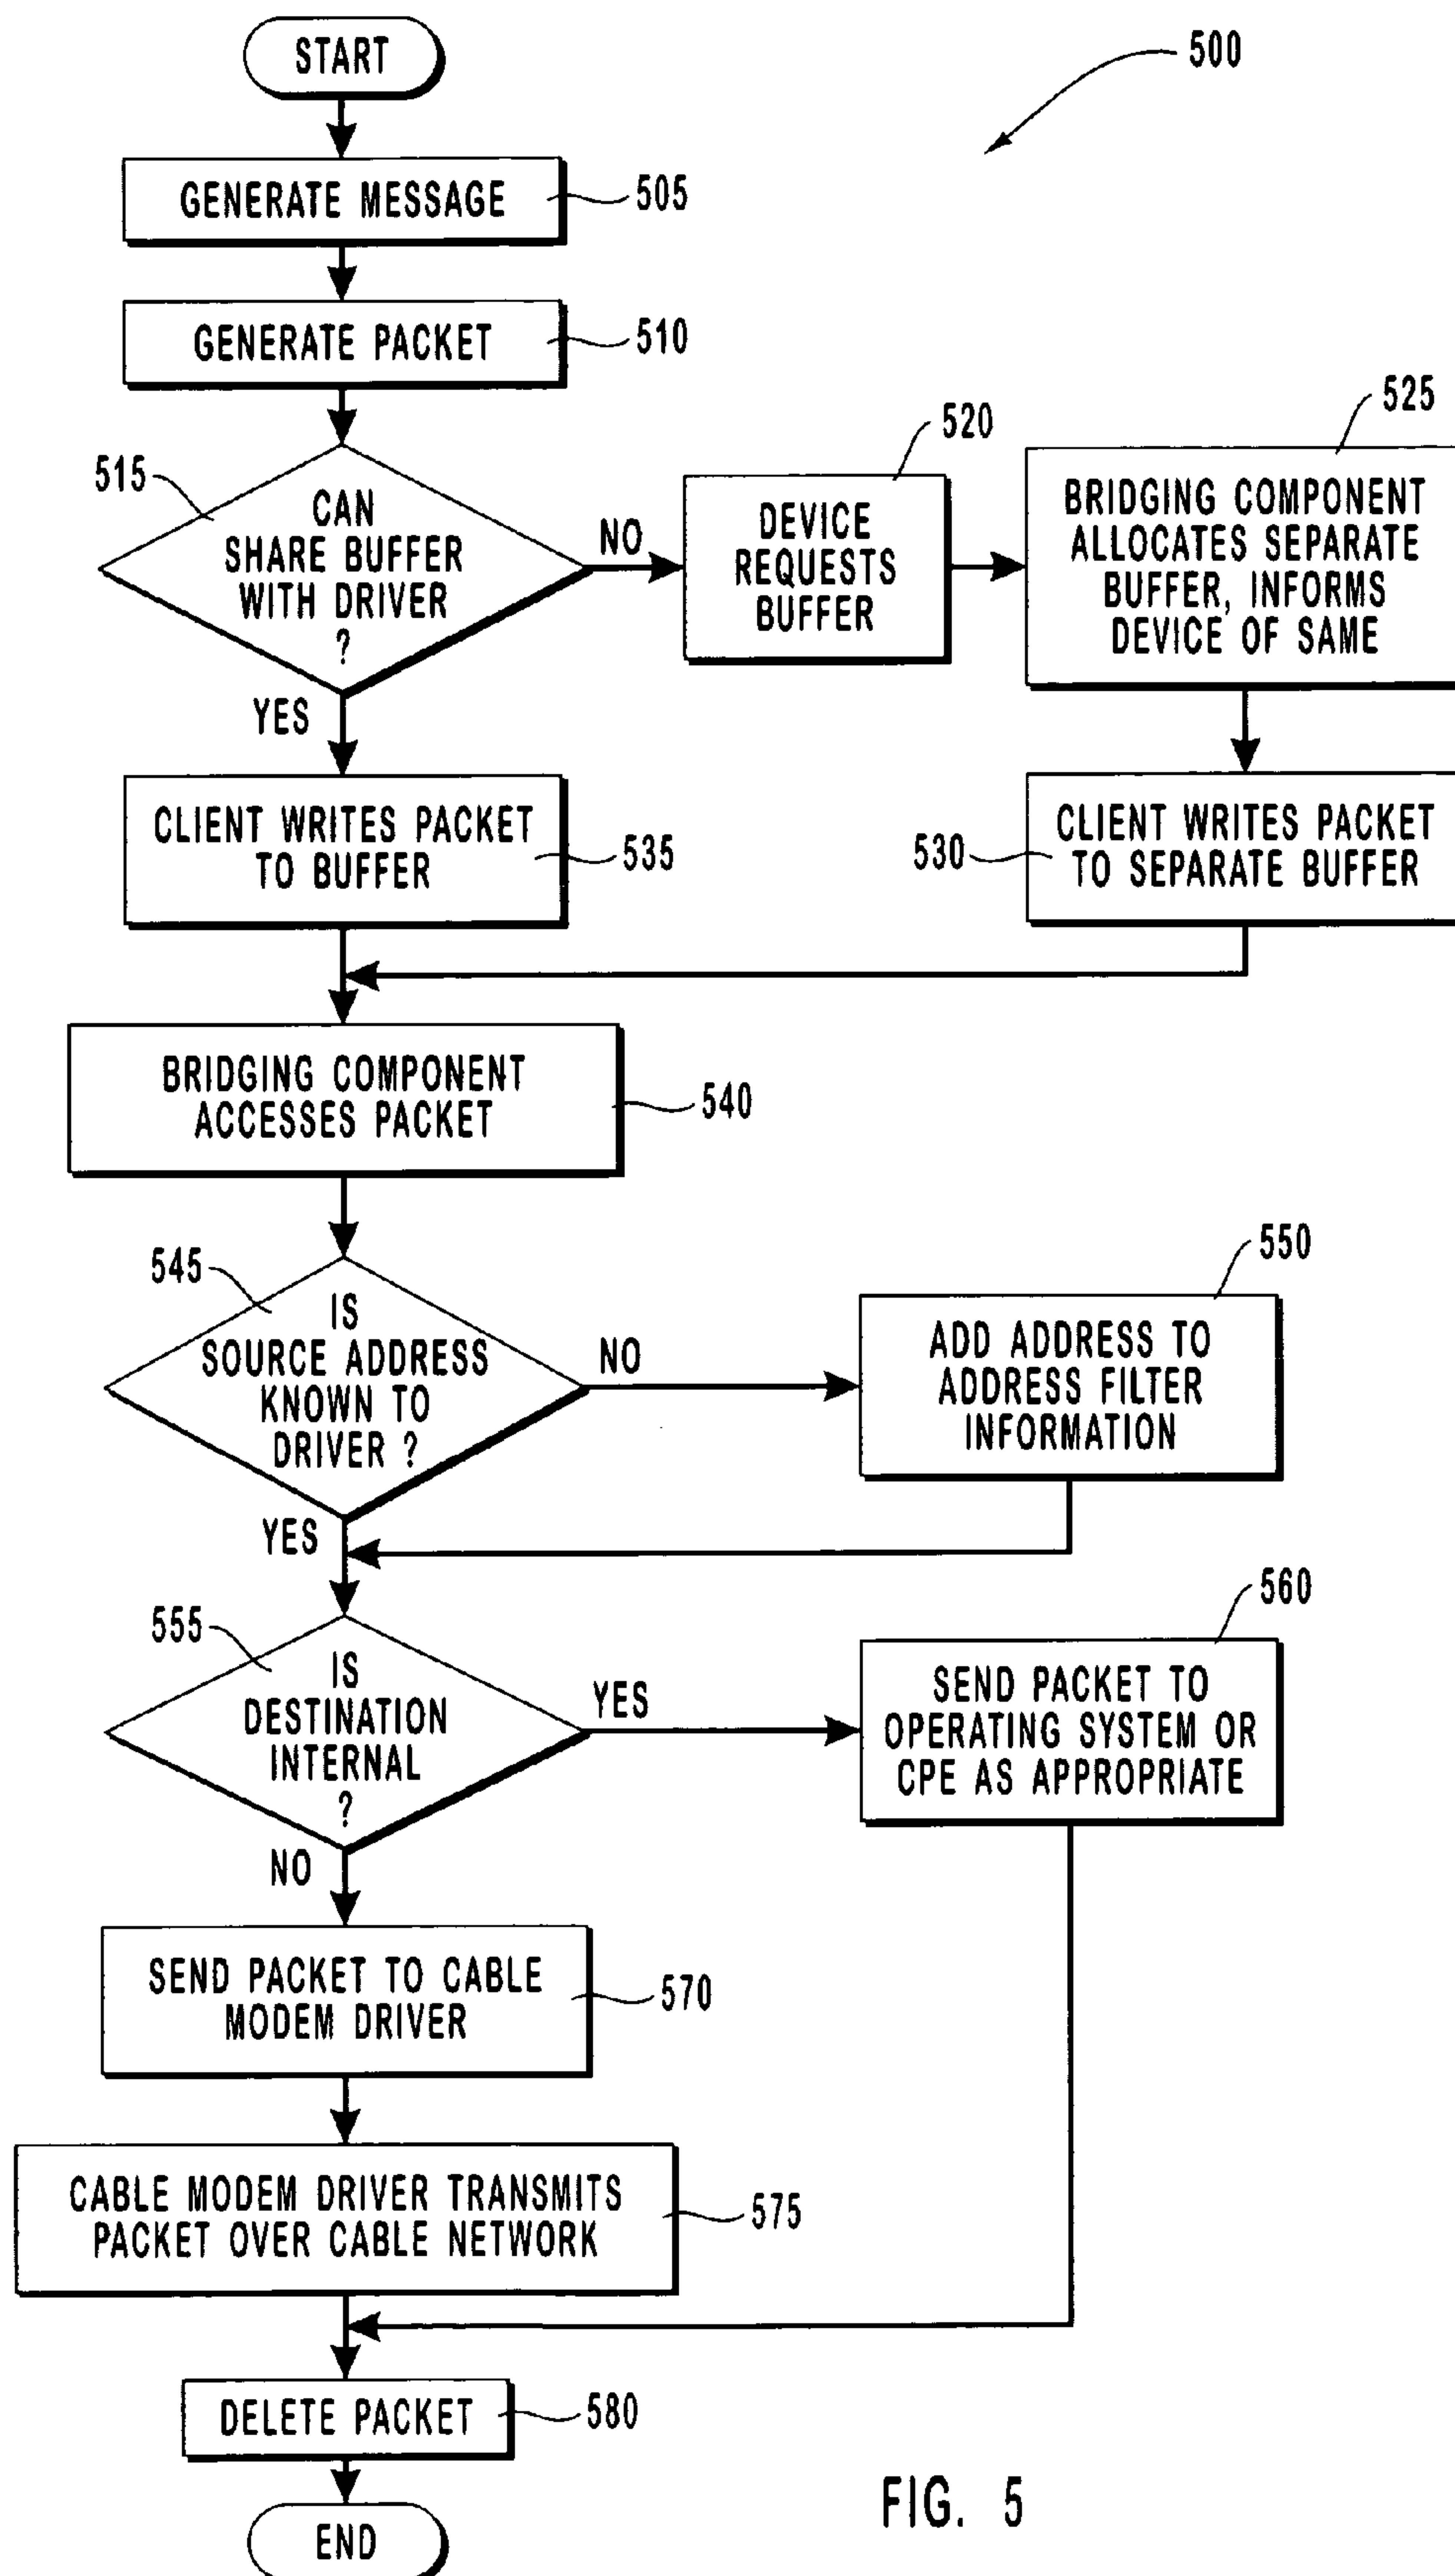 START
500
GENERATE MESSAGE
505
GENERATE PACKET
510
515
CAN
SHARE BUFFER
WITH DRIVER
?
NO
YES
520
DEVICE
REQUESTS
BUFFER
525
BRIDGING COMPONENT
ALLOCATES SEPARATE
BUFFER, INFORMS
DEVICE OF SAME
CLIENT WRITES PACKET
TO BUFFER
535
530
CLIENT WRITES PACKET
TO SEPARATE BUFFER
BRIDGING COMPONENT
ACCESSES PACKET
540
545
IS
SOURCE ADDRESS
KNOWN TO
DRIVER ?
NO
YES
550
ADD ADDRESS TO
ADDRESS FILTER
INFORMATION
555
IS
DESTINATION
INTERNAL
?
YES
NO
560
SEND PACKET TO
OPERATING SYSTEM OR
CPE AS APPROPRIATE
SEND PACKET TO CABLE
MODEM DRIVER
570
CABLE MODEM DRIVER TRANSMITS
PACKET OVER CABLE NETWORK
575
DELETE PACKET
580
END
FIG. 5